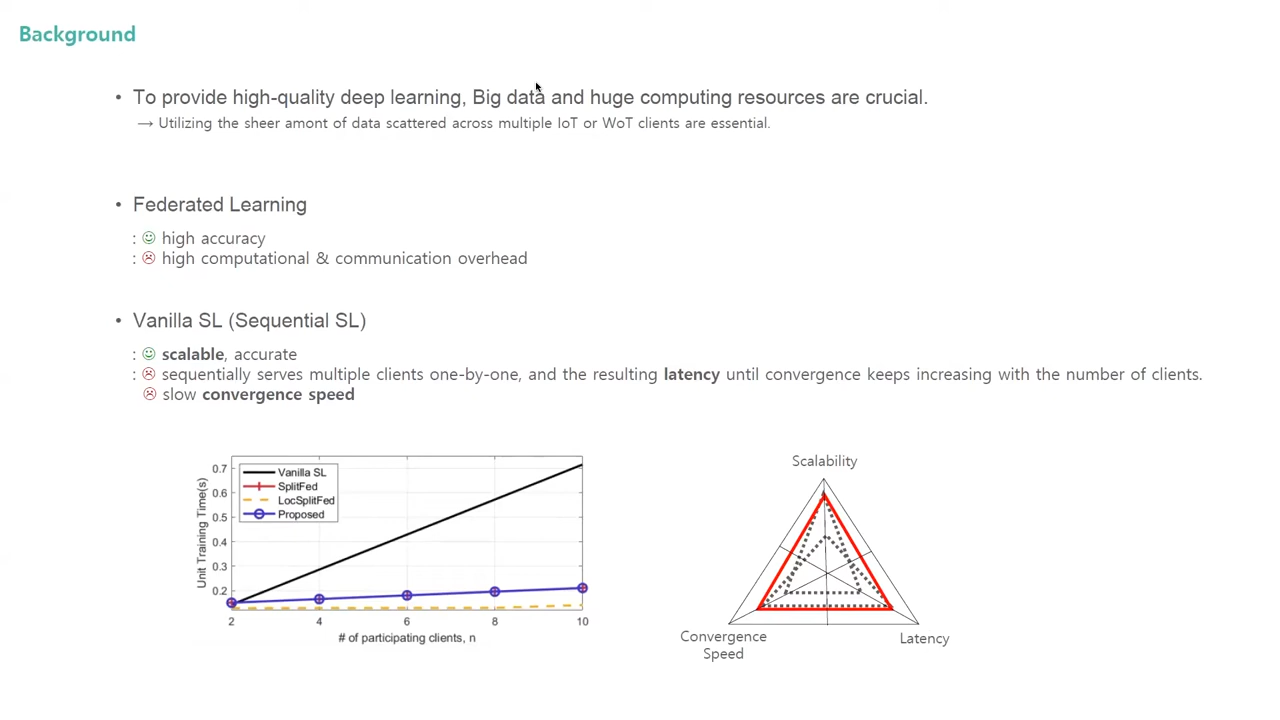 Background
• To provide high-quality deep learning, Big data and huge computing resources are crucial.
→ Utilizing the sheer amont of data scattered across multiple IoT or WoT clients are essential.
• Federated Learning
: ☺ high accuracy
: ☹ high computational & communication overhead
• Vanilla SL (Sequential SL)
: ☺ scalable, accurate
: ☹ sequentially serves multiple clients one-by-one, and the resulting latency until convergence keeps increasing with the number of clients.
☹ slow convergence speed
Unit Training Time(s)
0.7
0.6
0.5
0.4
0.3
0.2
Vanilla SL
SplitFed
LocSplitFed
Proposed
2 4 6 8 10
# of participating clients, n
Scalability
Convergence
Speed
Latency